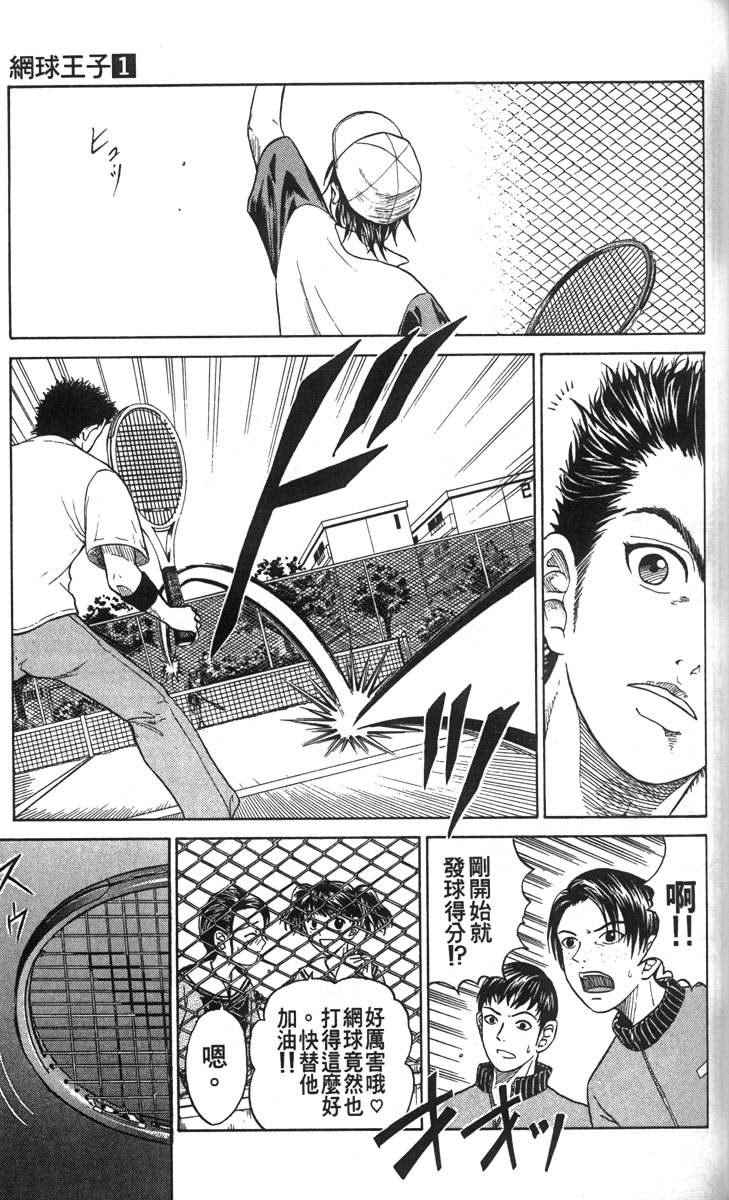 網球王子1
ヒュッ
ドッ
啊!!
剛開始就
發球得分!?
好厲害哦♡
網球竟然也
打得這麼好
。快替他
加油!!
嗯。
オオッ
スッ